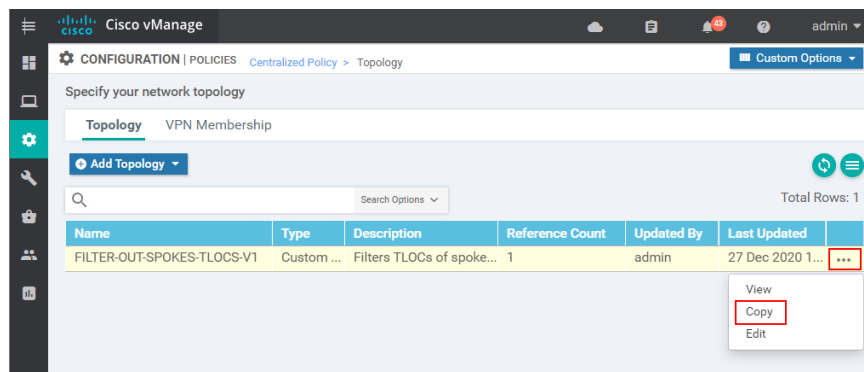 cisco Cisco vManage 43 admin
CONFIGURATION | POLICIES Centralized Policy > Topology Custom Options
Specify your network topology
Topology VPN Membership
Add Topology
Search Options Total Rows: 1
Name Type Description Reference Count Updated By Last Updated
FILTER-OUT-SPOKES-TLOCS-V1 Custom ... Filters TLOCs of spoke... 1 admin 27 Dec 2020 1... ...
View
Copy
Edit